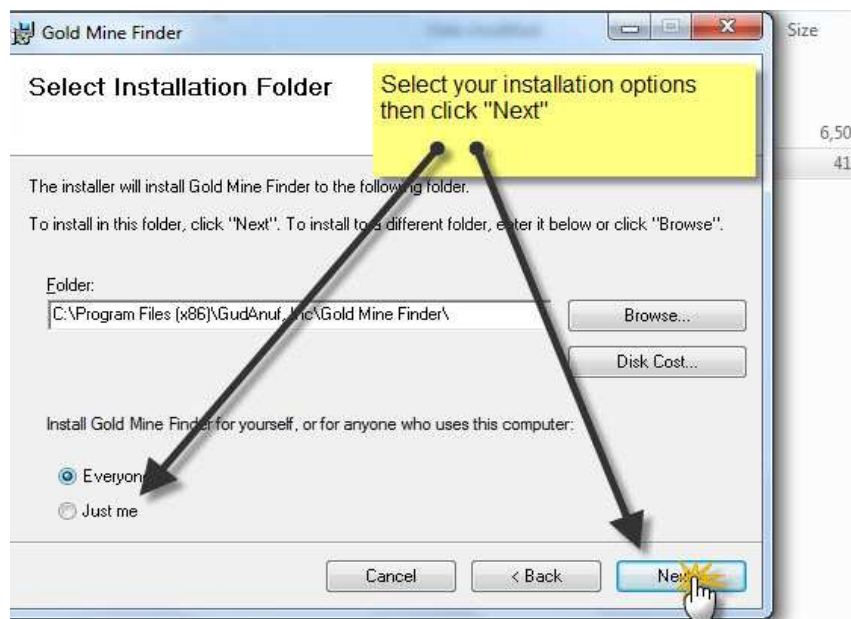 Gold Mine Finder
Size
Select Installation Folder
Select your installation options
then click "Next"
6,50
41
The installer will install Gold Mine Finder to the following folder.
To install in this folder, click "Next". To install to a different folder, enter it below or click "Browse".
Folder:
C:\Program Files (x86)\GudAnuf, Inc\Gold Mine Finder\
Browse...
Disk Cost...
Install Gold Mine Finder for yourself, or for anyone who uses this computer:
Everyone
Just me
Cancel
< Back
Next